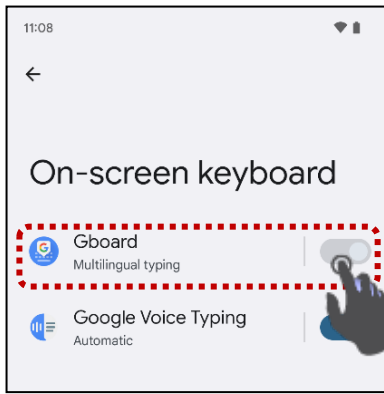 11:08
On-screen keyboard
Gboard
Multilingual typing
Google Voice Typing
Automatic